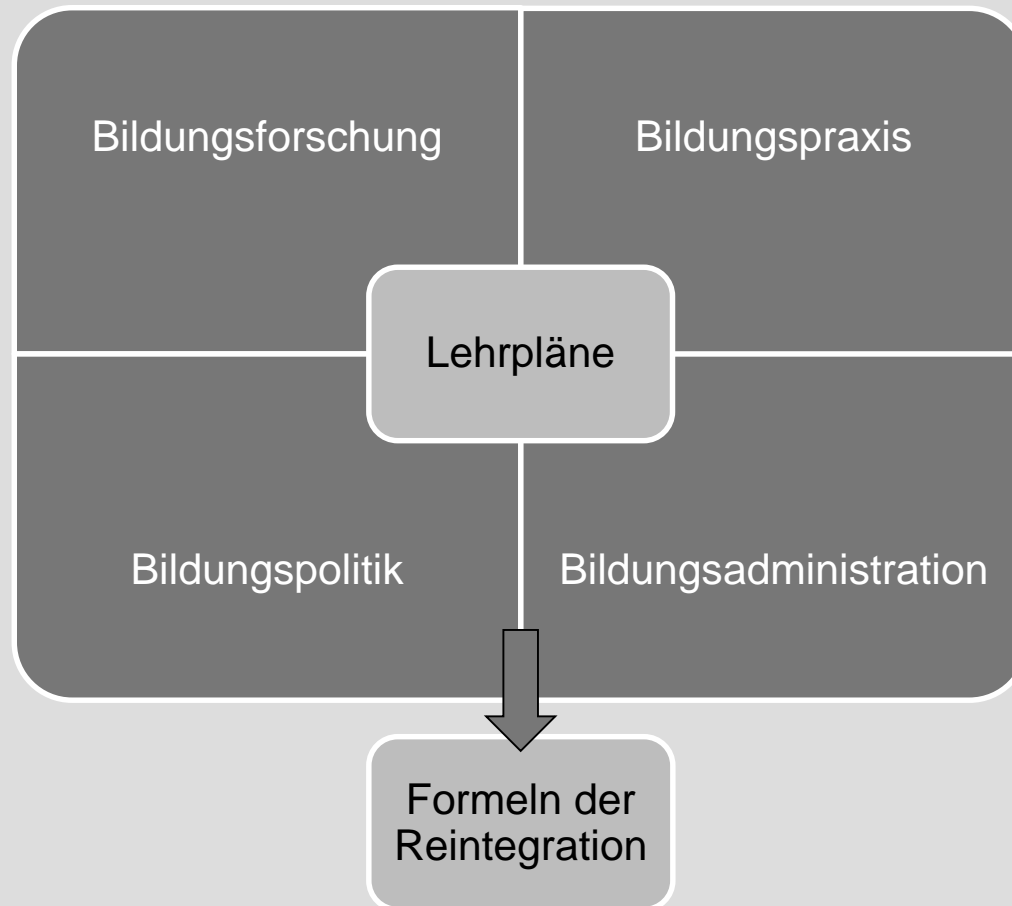 Bildungsforschung
Bildungspraxis
Lehrpläne
Bildungspolitik
Bildungsadministration
Formeln der
Reintegration